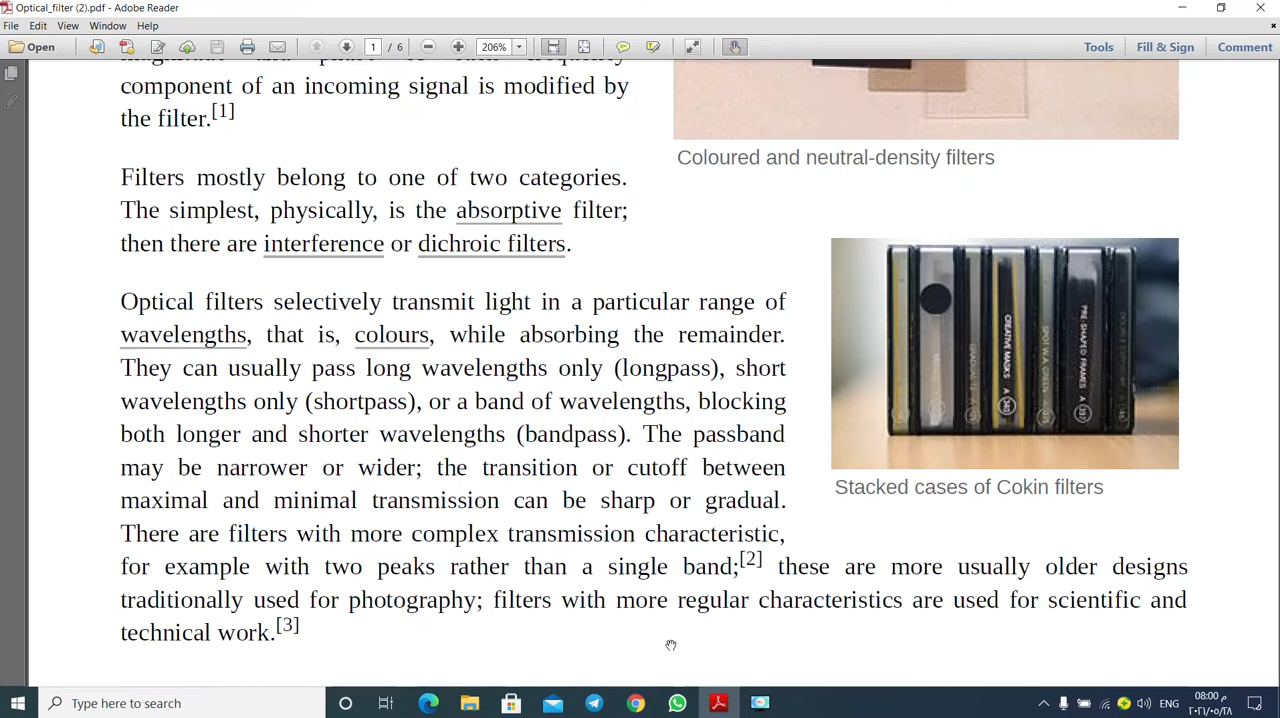 Optical_filter (2).pdf - Adobe Reader
File Edit View Window Help
Open 1 / 6 206% Tools Fill & Sign Comment
component of an incoming signal is modified by
the filter.[1]
Coloured and neutral-density filters
Filters mostly belong to one of two categories.
The simplest, physically, is the absorptive filter;
then there are interference or dichroic filters.
Optical filters selectively transmit light in a particular range of
wavelengths, that is, colours, while absorbing the remainder.
They can usually pass long wavelengths only (longpass), short
wavelengths only (shortpass), or a band of wavelengths, blocking
both longer and shorter wavelengths (bandpass). The passband
may be narrower or wider; the transition or cutoff between
maximal and minimal transmission can be sharp or gradual.
There are filters with more complex transmission characteristic,
for example with two peaks rather than a single band;[2] these are more usually older designs
traditionally used for photography; filters with more regular characteristics are used for scientific and
technical work.[3]
CREATIVE MASKS A
PRE-SHAPED FRAMES A
Stacked cases of Cokin filters
Type here to search
ENG
08:00 م
٢٠٢١/٠٥/٢٨